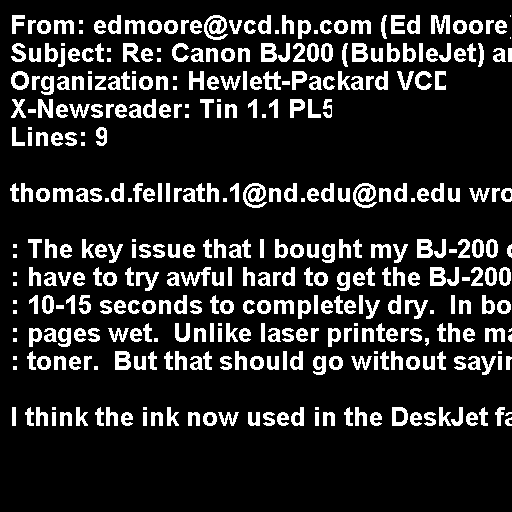 From: edmoore@vcd.hp.com (Ed Moore)
Subject: Re: Canon BJ200 (BubbleJet) an
Organization: Hewlett-Packard VCD
X-Newsreader: Tin 1.1 PL5
Lines: 9

thomas.d.fellrath.1@nd.edu@nd.edu wro

: The key issue that I bought my BJ-200 o
: have to try awful hard to get the BJ-200
: 10-15 seconds to completely dry.  In bo
: pages wet.  Unlike laser printers, the ma
: toner.  But that should go without sayin

I think the ink now used in the DeskJet fa